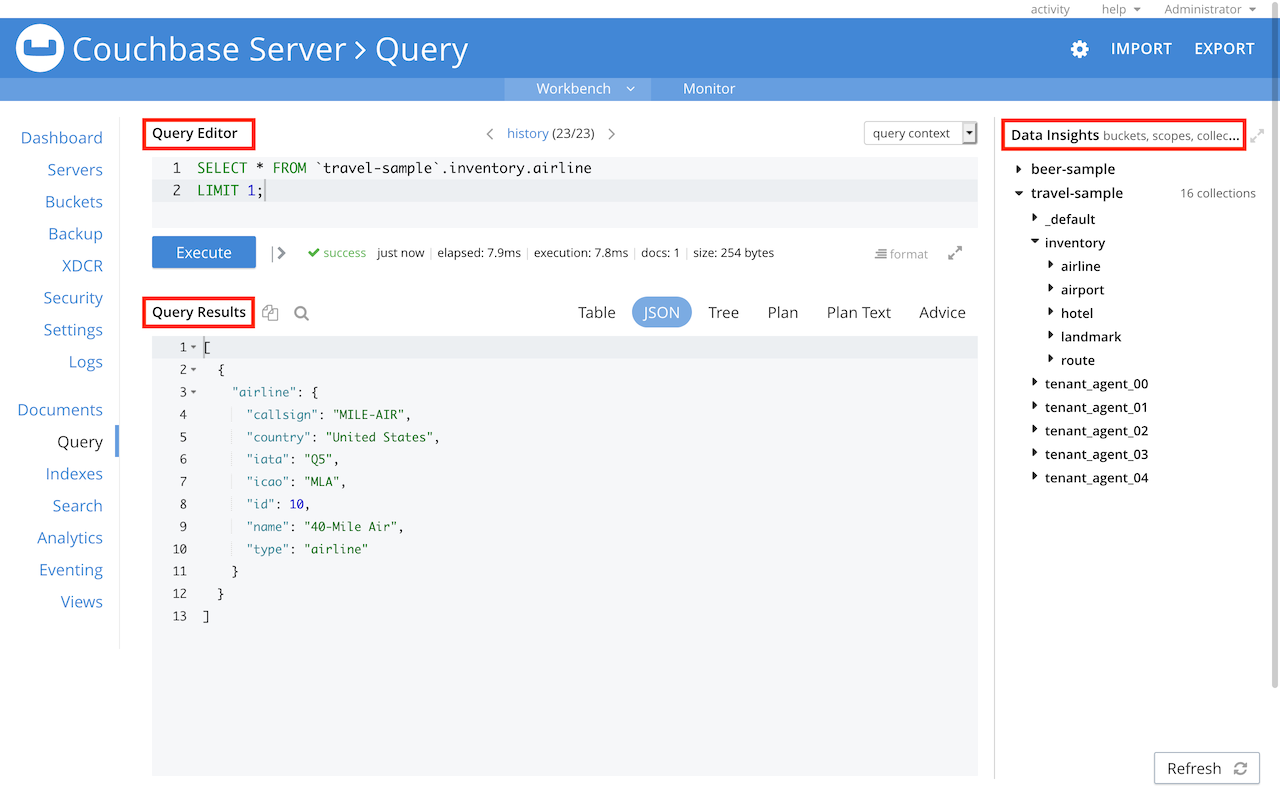 activity help Administrator
Couchbase Server > Query
IMPORT EXPORT
Workbench Monitor
Dashboard
Servers
Buckets
Backup
XDCR
Security
Settings
Logs
Documents
Query
Indexes
Search
Analytics
Eventing
Views
Query Editor
history (23/23)
query context
1 SELECT * FROM `travel-sample`.inventory.airline
2 LIMIT 1;
Execute
success just now elapsed: 7.9ms execution: 7.8ms docs: 1 size: 254 bytes
format
Query Results
Table JSON Tree Plan Plan Text Advice
1 [
2 {
3 "airline": {
4 "callsign": "MILE-AIR",
5 "country": "United States",
6 "iata": "Q5",
7 "icao": "MLA",
8 "id": 10,
9 "name": "40-Mile Air",
10 "type": "airline"
11 }
12 }
13 ]
Data Insights buckets, scopes, collec...
beer-sample
travel-sample 16 collections
_default
inventory
airline
airport
hotel
landmark
route
tenant_agent_00
tenant_agent_01
tenant_agent_02
tenant_agent_03
tenant_agent_04
Refresh